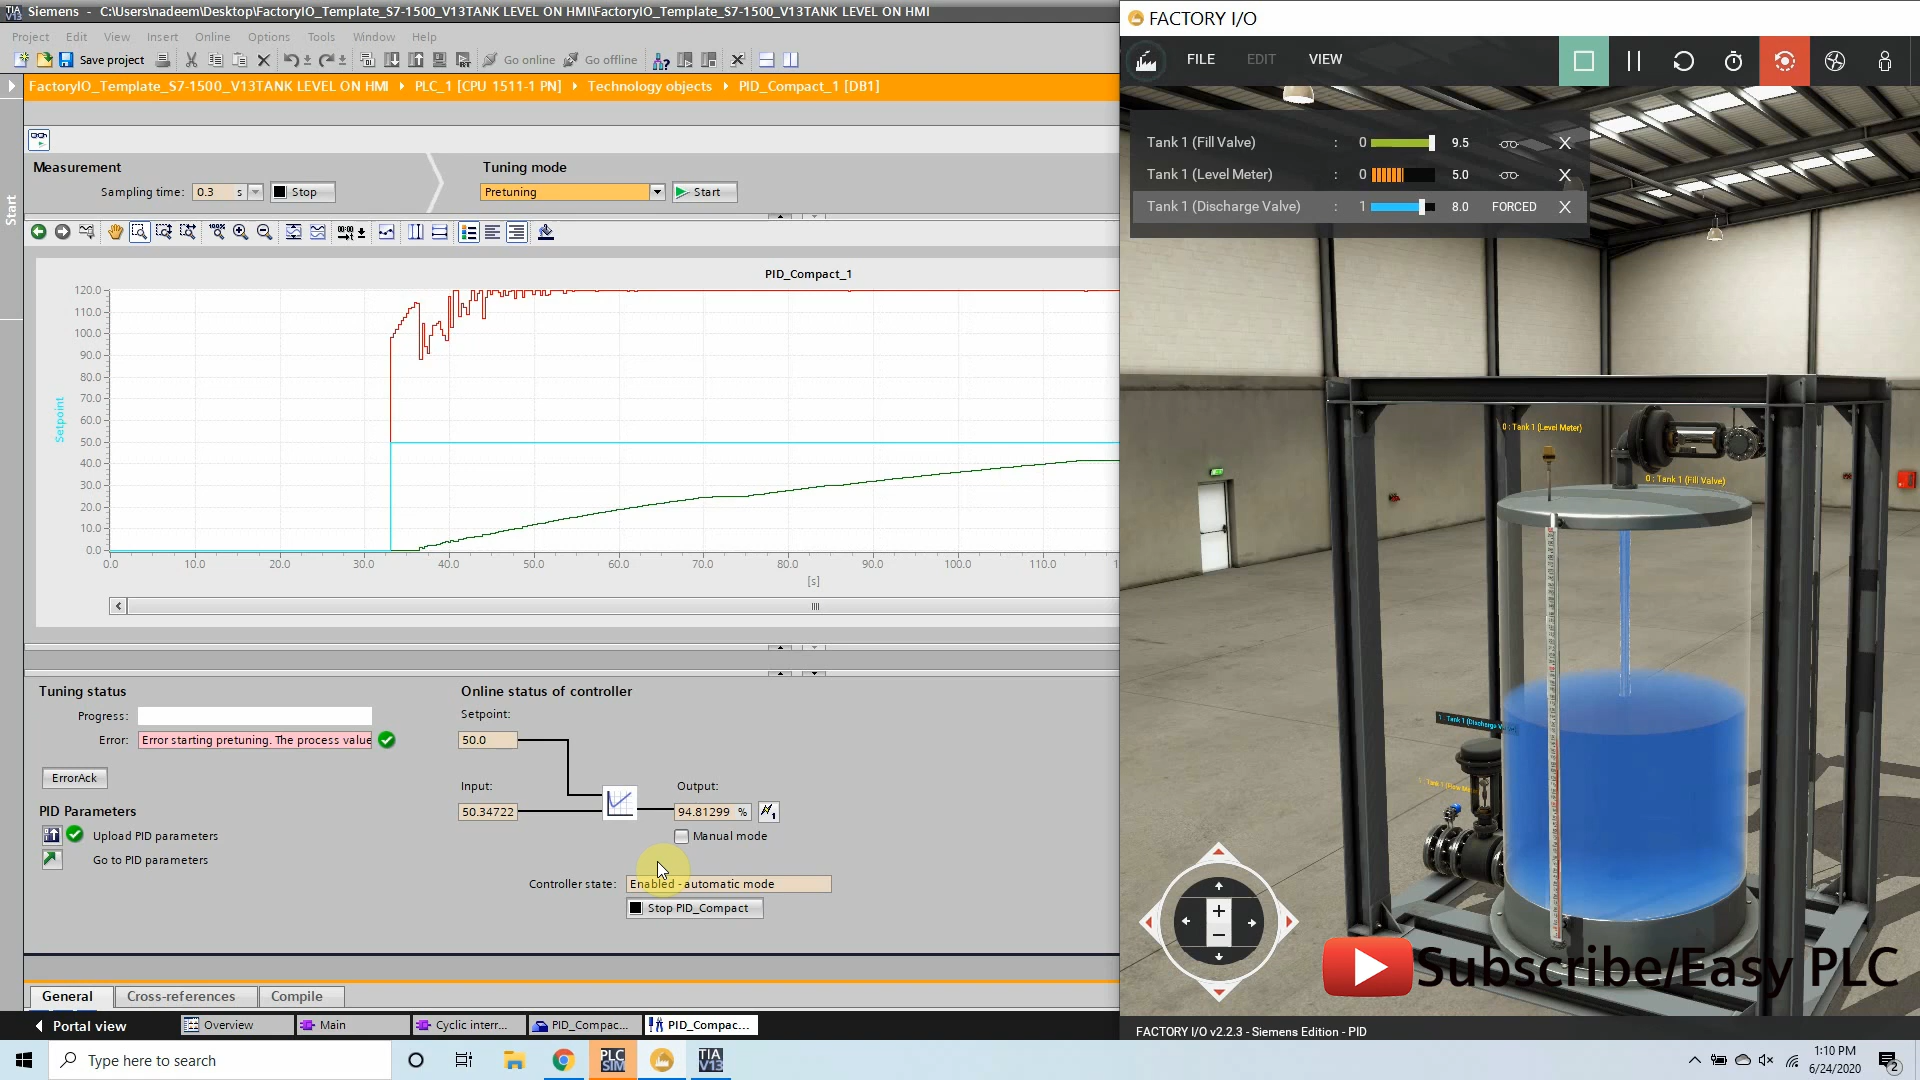 Siemens - C:\Users\nadeem\Desktop\FactoryIO_Template_S7-1500_V13TANK LEVEL ON HMI\FactoryIO_Template_S7-1500_V13TANK LEVEL ON HMI
Project Edit View Insert Online Options Tools Window Help
Save project Go online Go offline
FactoryIO_Template_S7-1500_V13TANK LEVEL ON HMI PLC_1 [CPU 1511-1 PN] Technology objects PID_Compact_1 [DB1]
Start
Measurement
Sampling time: 0.3 s Stop
Tuning mode
Pretuning Start
PID_Compact_1
Setpoint
120.0
110.0
100.0
90.0
80.0
70.0
60.0
50.0
40.0
30.0
20.0
10.0
0.0
0.0 10.0 20.0 30.0 40.0 50.0 60.0 70.0 80.0 90.0 100.0 110.0 1
[s]
Tuning status
Progress:
Error: Error starting pretuning. The process value
ErrorAck
PID Parameters
Upload PID parameters
Go to PID parameters
Online status of controller
Setpoint:
50.0
Input:
50.34722
Output:
94.81299 %
Manual mode
Controller state: Enabled - automatic mode
Stop PID_Compact
General Cross-references Compile
Portal view Overview Main Cyclic interr... PID_Compac... PID_Compac...
FACTORY I/O
FILE EDIT VIEW
Tank 1 (Fill Valve) : 0 9.5 X
Tank 1 (Level Meter) : 0 5.0 X
Tank 1 (Discharge Valve) : 1 8.0 FORCED X
0 : Tank 1 (Level Meter)
0 : Tank 1 (Fill Valve)
Subscribe/Easy PLC
FACTORY I/O v2.2.3 - Siemens Edition - PID
Type here to search
PLC SIM
TIA V13
1:10 PM
6/24/2020
2